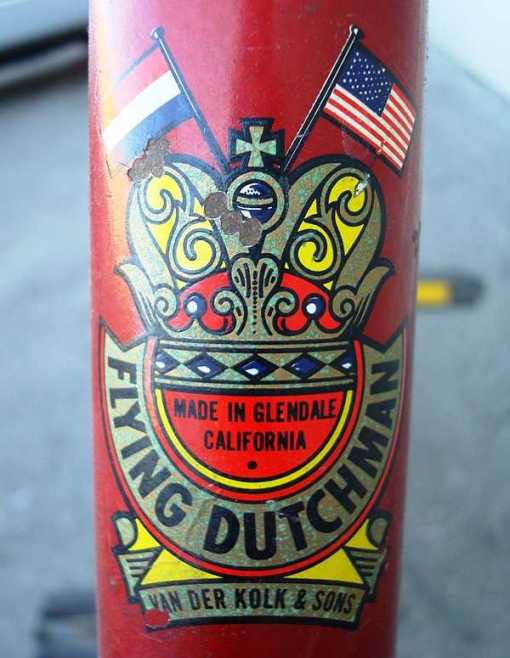 MADE IN GLENDALE
CALIFORNIA
FLYING DUTCHMAN
VAN DER KOLK & SONS